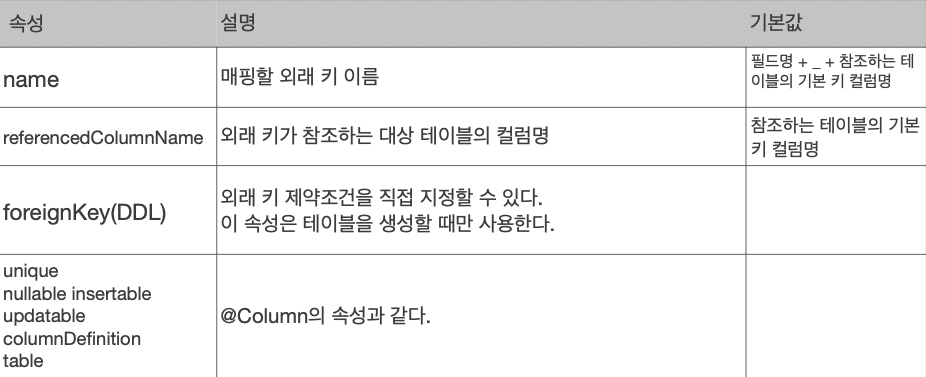 속성 설명 기본값
name 매핑할 외래 키 이름 필드명 + _ + 참조하는 테
이블의 기본 키 컬럼명
referencedColumnName 외래 키가 참조하는 대상 테이블의 컬럼명 참조하는 테이블의 기본
키 컬럼명
foreignKey(DDL) 외래 키 제약조건을 직접 지정할 수 있다.
이 속성은 테이블을 생성할 때만 사용한다.
unique
nullable insertable
updatable
columnDefinition
table
@Column의 속성과 같다.